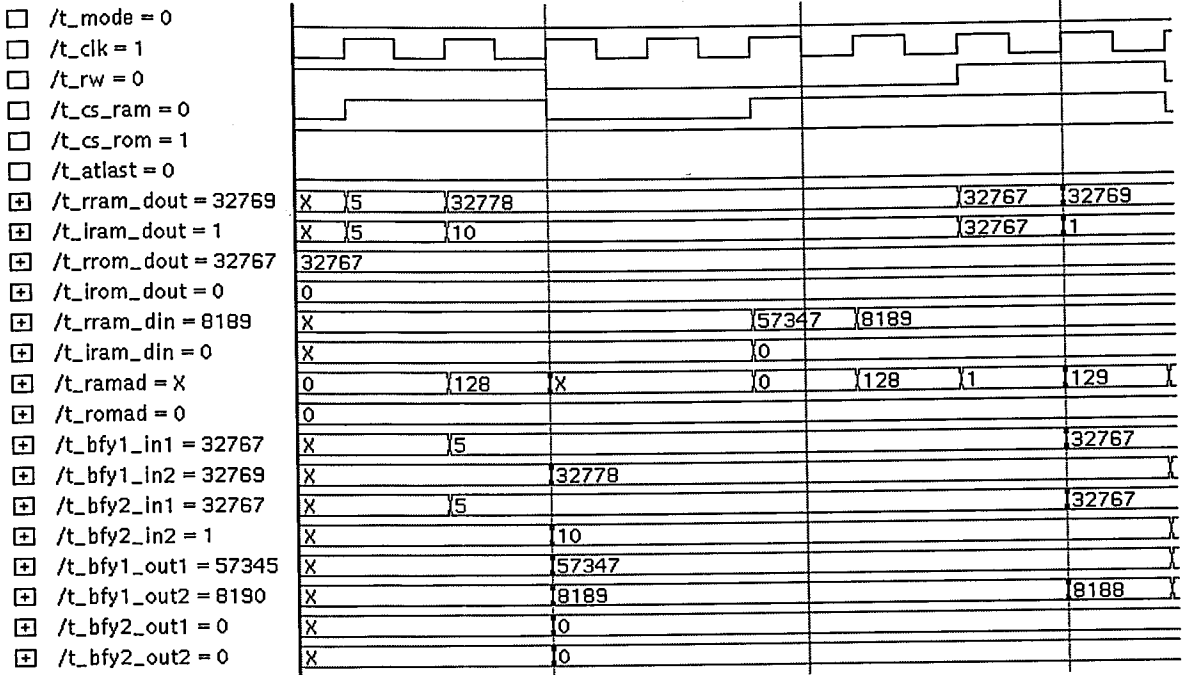 /t_mode = 0
/t_clk = 1
/t_rw = 0
/t_cs_ram = 0
/t_cs_rom = 1
/t_atlast = 0
/t_rram_dout = 32769 X 5 32778 32767 32769
/t_iram_dout = 1 X 5 10 32767 1
/t_rrom_dout = 32767 32767
/t_irom_dout = 0 0
/t_rram_din = 8189 X 57347 8189
/t_iram_din = 0 X 0
/t_ramad = X 0 128 X 0 128 1 129
/t_romad = 0 0
/t_bfy1_in1 = 32767 X 5 32767
/t_bfy1_in2 = 32769 X 32778
/t_bfy2_in1 = 32767 X 5 32767
/t_bfy2_in2 = 1 X 10
/t_bfy1_out1 = 57345 X 57347
/t_bfy1_out2 = 8190 X 8189 8188
/t_bfy2_out1 = 0 X 0
/t_bfy2_out2 = 0 X 0